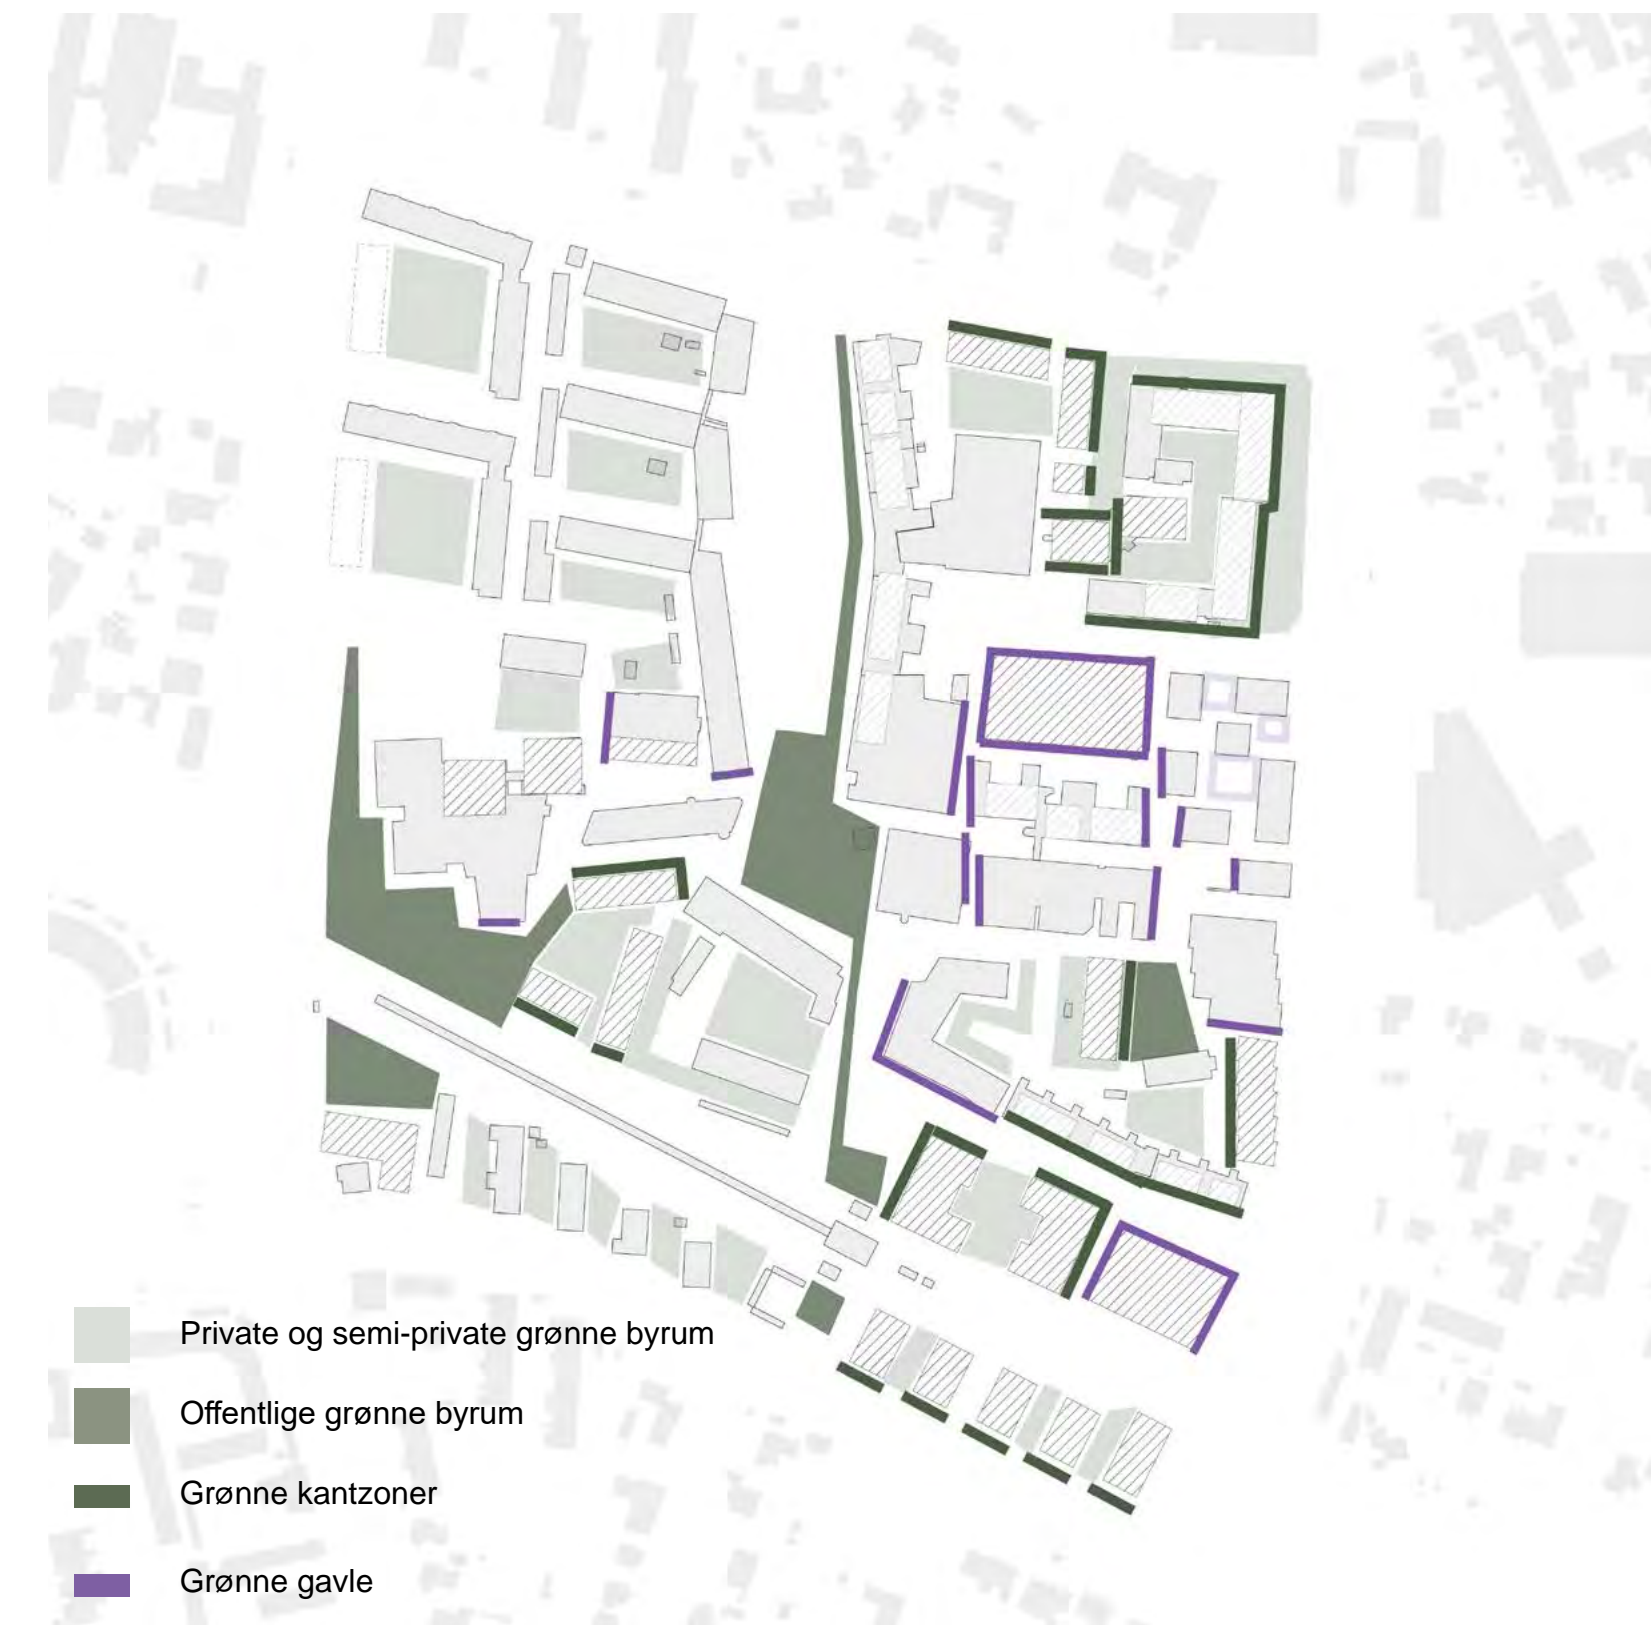 Private og semi-private grønne byrum
Offentlige grønne byrum
Grønne kantzoner
Grønne gavle